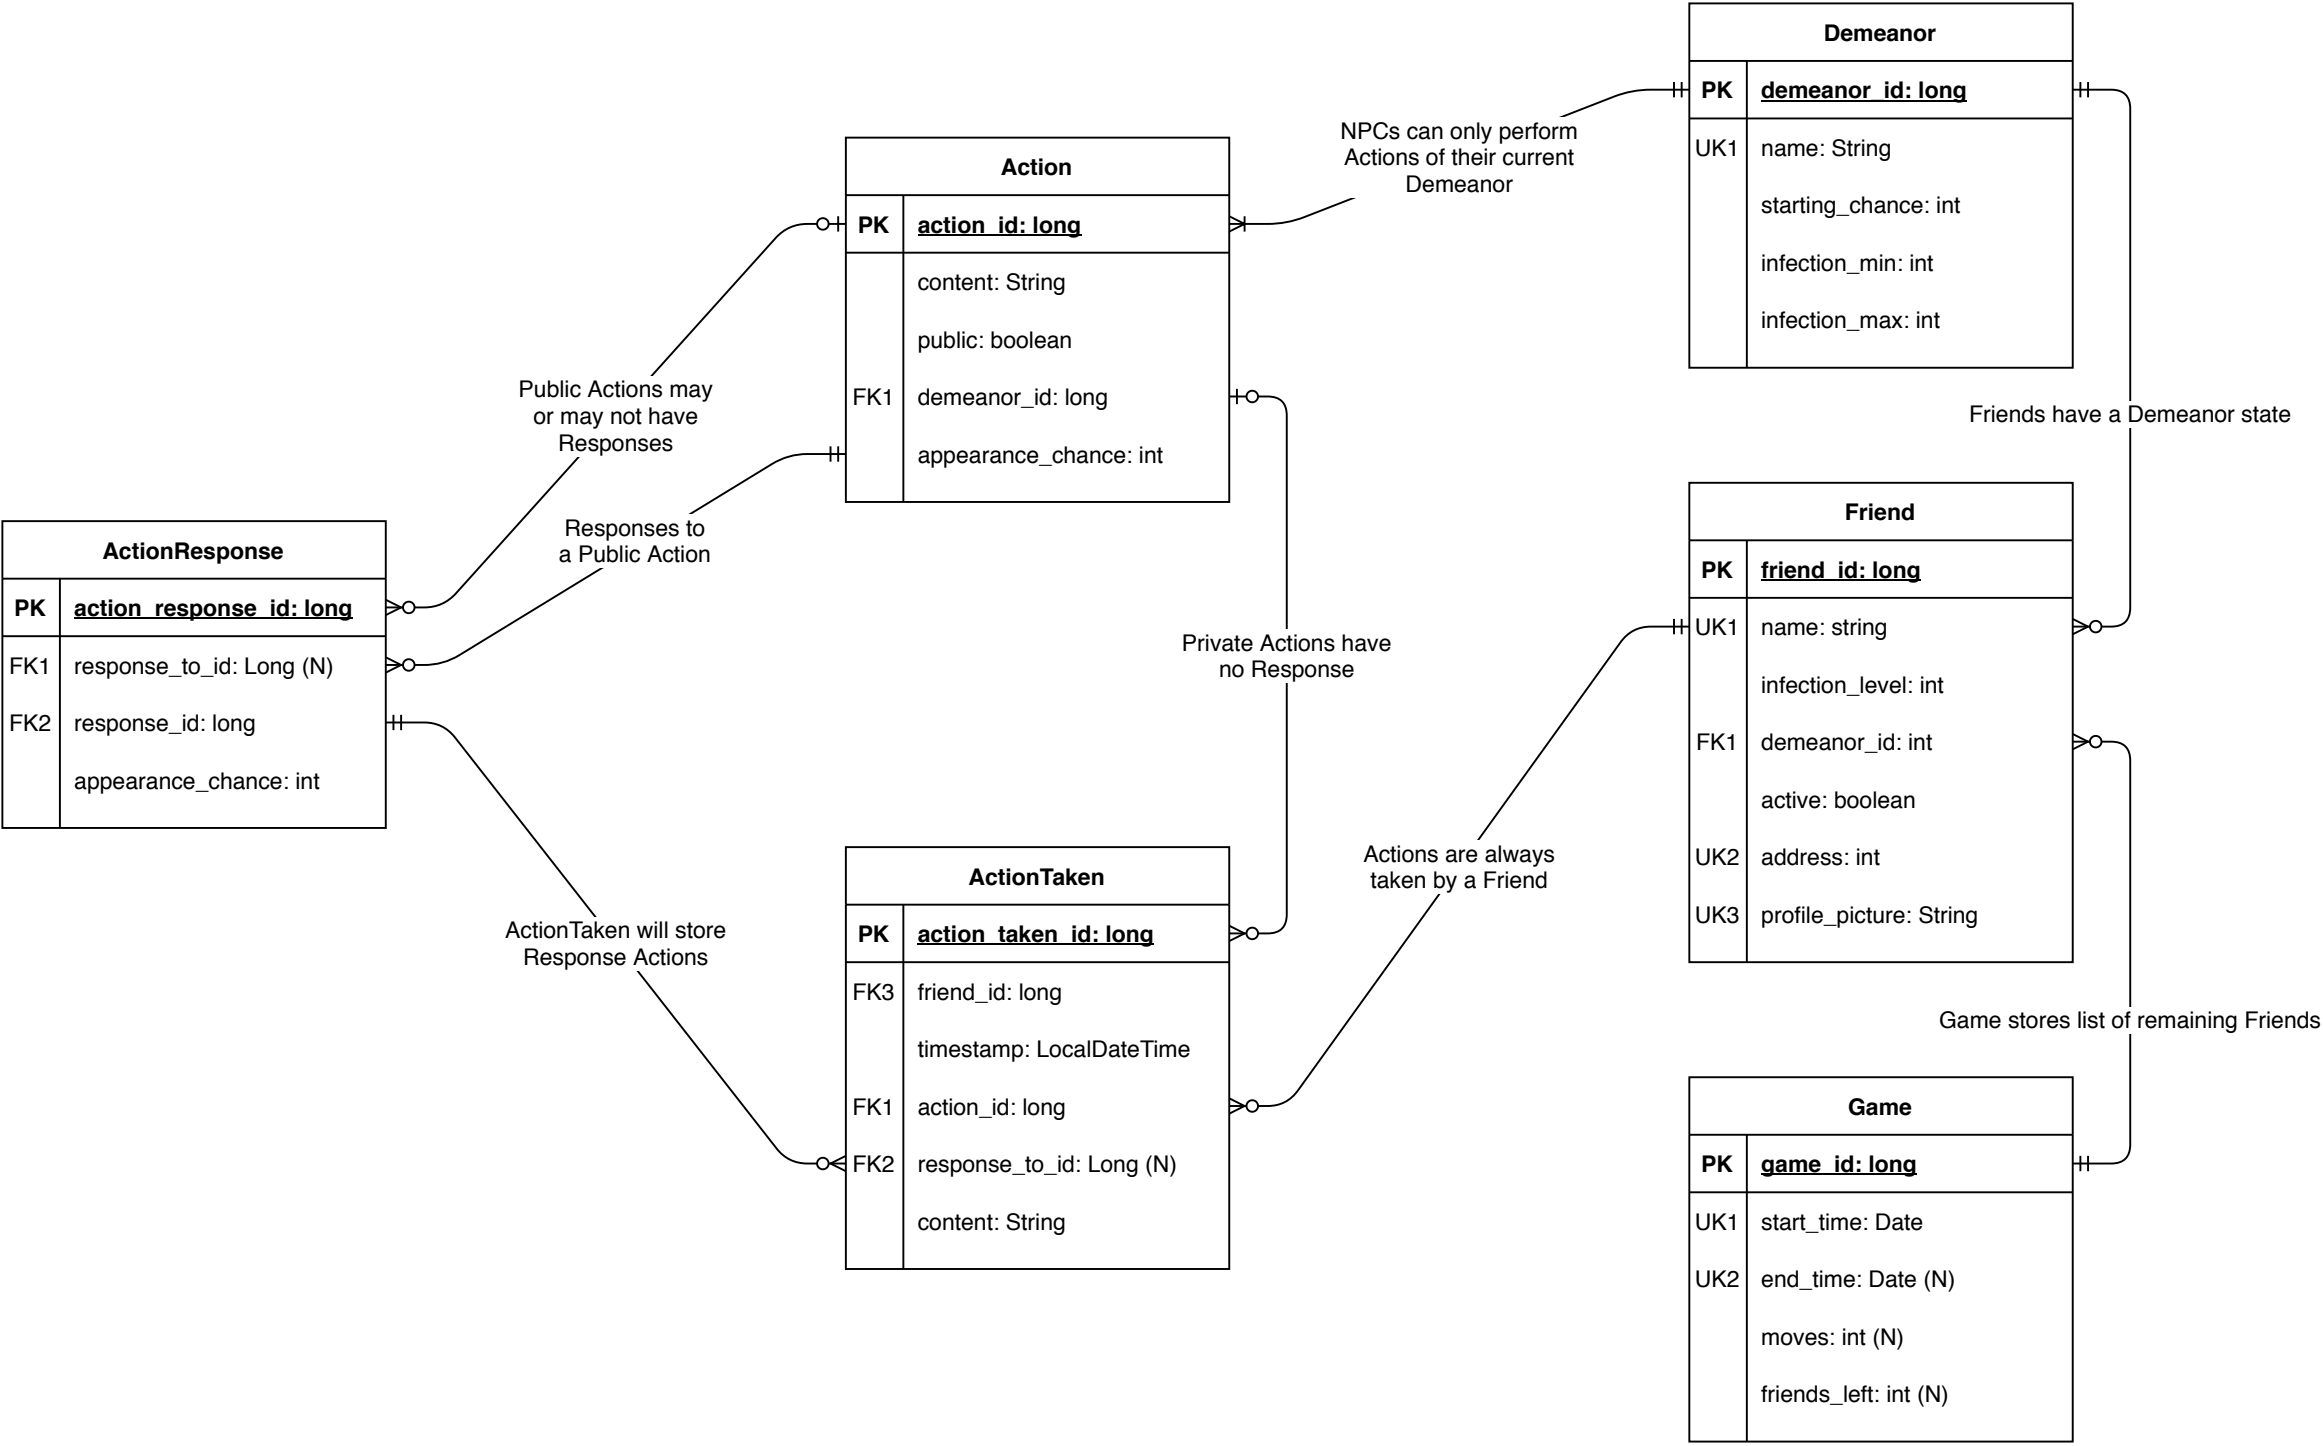 Demeanor
PK demeanor_id: long
UK1 name: String
starting_chance: int
infection_min: int
infection_max: int
NPCs can only perform
Actions of their current
Demeanor
Action
PK action_id: long
content: String
public: boolean
FK1 demeanor_id: long
appearance_chance: int
Public Actions may
or may not have
Responses
Responses to
a Public Action
Friends have a Demeanor state
ActionResponse
PK action_response_id: long
FK1 response_to_id: Long (N)
FK2 response_id: long
appearance_chance: int
Private Actions have
no Response
Friend
PK friend_id: long
UK1 name: string
infection_level: int
FK1 demeanor_id: int
active: boolean
UK2 address: int
UK3 profile_picture: String
Actions are always
taken by a Friend
ActionTaken will store
Response Actions
ActionTaken
PK action_taken_id: long
FK3 friend_id: long
timestamp: LocalDateTime
FK1 action_id: long
FK2 response_to_id: Long (N)
content: String
Game stores list of remaining Friends
Game
PK game_id: long
UK1 start_time: Date
UK2 end_time: Date (N)
moves: int (N)
friends_left: int (N)